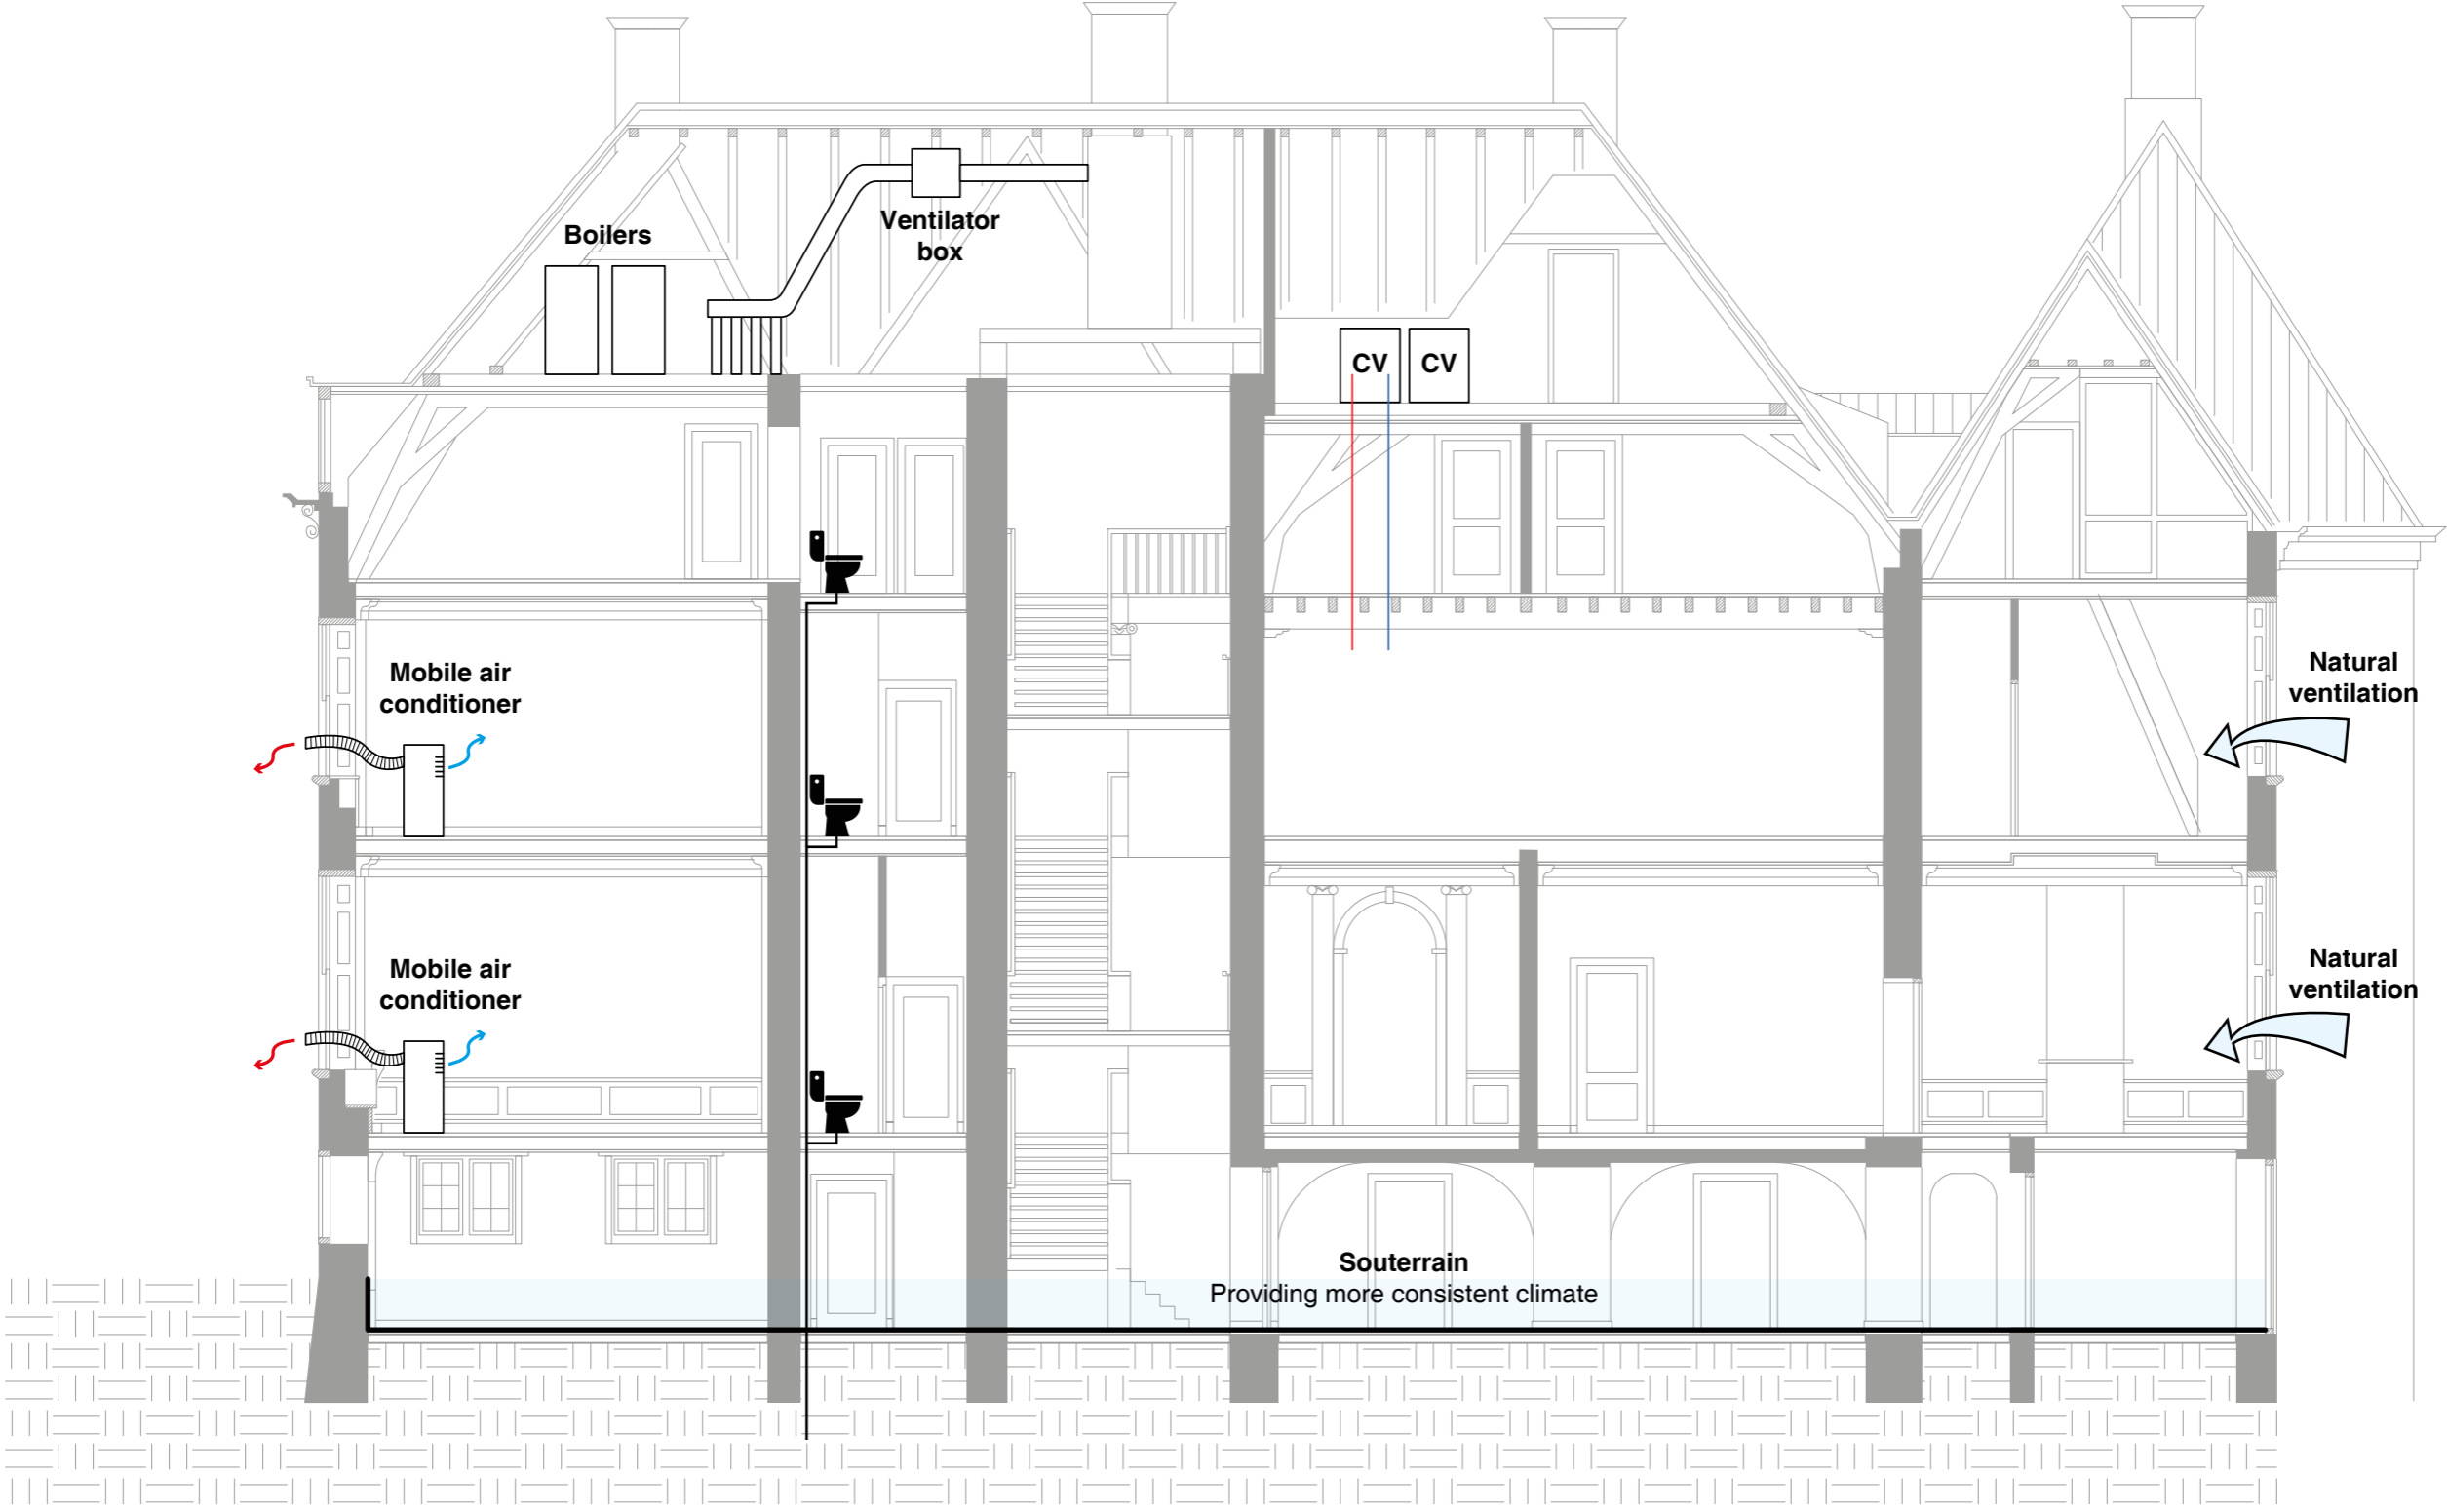 Ventilator
box
Boilers
CV
CV
Mobile air
conditioner
Natural
ventilation
Mobile air
conditioner
Natural
ventilation
Souterrain
Providing more consistent climate